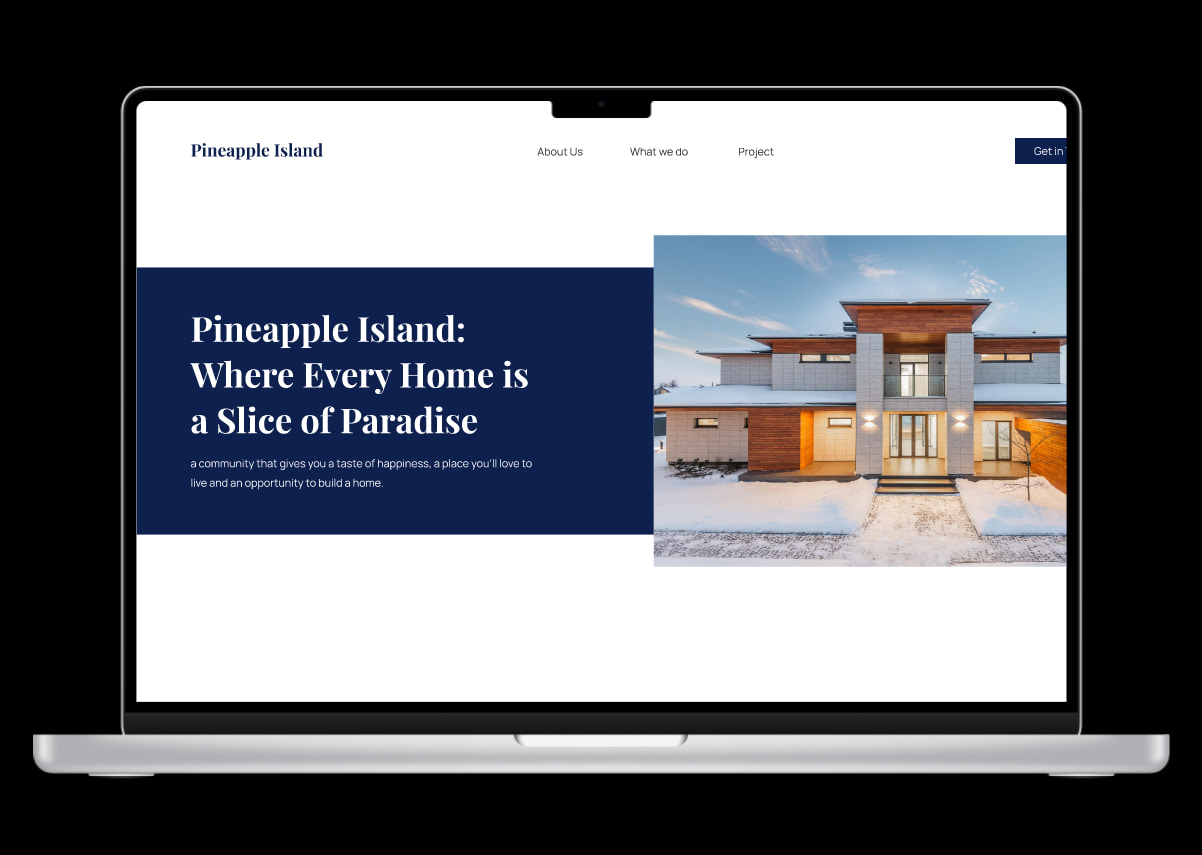 Pineapple Island
About Us
What we do
Project
Get in
Pineapple Island:
Where Every Home is
a Slice of Paradise
a community that gives you a taste of happiness, a place you'll love to
live and an opportunity to build a home.